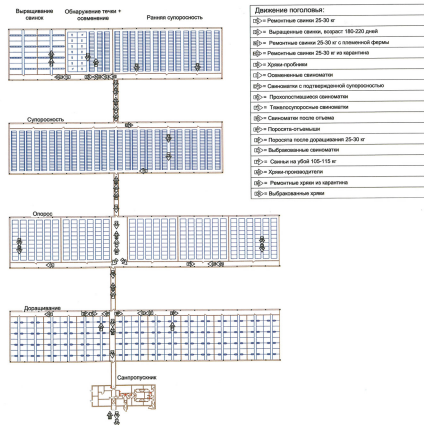 Выращивание свинок
Обнаружение течки + осеменение
Ранняя супоросность
Супоросность
Опорос
Доращивание
Санпропускник
Движение поголовья:
= Ремонтные свинки 25-30 кг
= Выращенные свинки, возраст 180-220 дней
= Ремонтные свинки 25-30 кг с племенной фермы
= Ремонтные свинки 25-30 кг из карантина
= Хряки-пробники
= Осемененные свиноматки
= Свиноматки с подтвержденной супоросностью
= Прохолостившиеся свиноматки
= Тяжелосупоросные свиноматки
= Свиноматки после отъема
= Поросята-отъемыши
= Поросята после доращивания 25-30 кг
= Выбракованные свиноматки
= Свиньи на убой 105-115 кг
= Хряки-производители
= Ремонтные хряки из карантина
= Выбракованные хряки